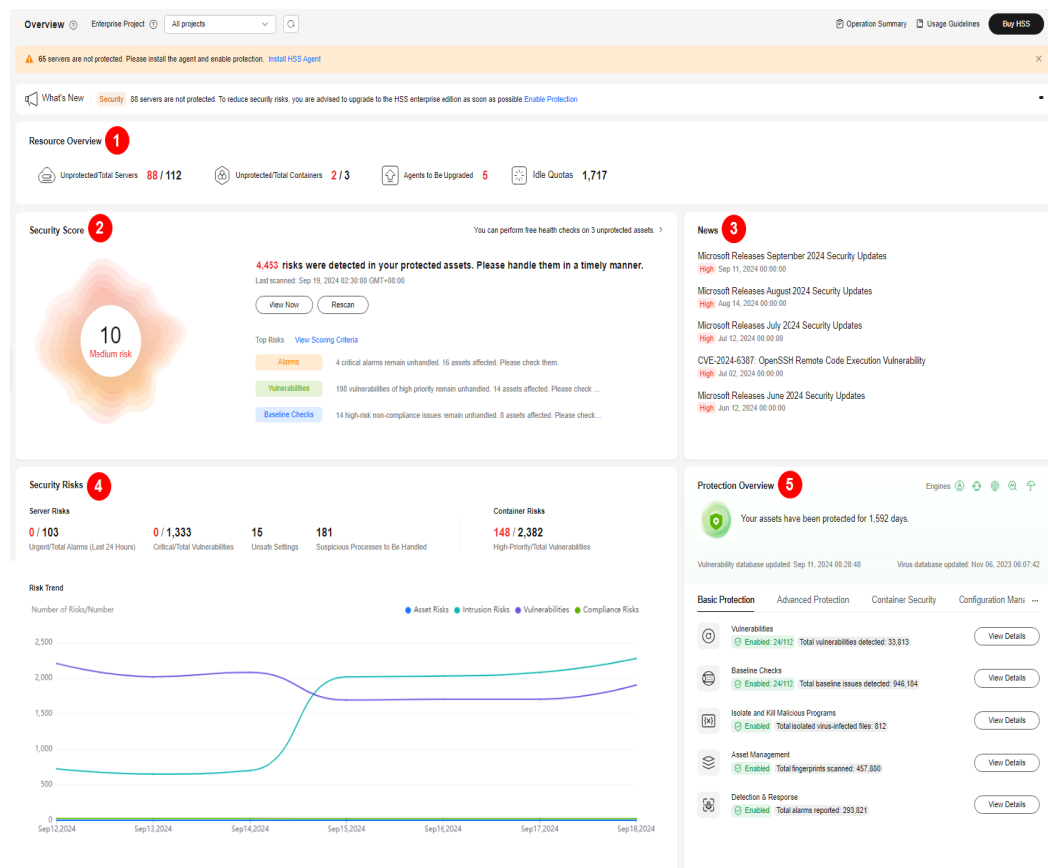 Overview ? Enterprise Project ? All projects Operation Summary Usage Guidelines Buy HSS
65 servers are not protected. Please install the agent and enable protection. Install HSS Agent
What's New Security 88 servers are not protected. To reduce security risks, you are advised to upgrade to the HSS enterprise edition as soon as possible.Enable Protection
Resource Overview 1
Unprotected/Total Servers 88 / 112 Unprotected/Total Containers 2 / 3 Agents to Be Upgraded 5 Idle Quotas 1,717
Security Score 2 You can perform free health checks on 3 unprotected assets. >
10
Medium risk
4,453 risks were detected in your protected assets. Please handle them in a timely manner.
Last scanned: Sep 19, 2024 02:30:08 GMT+08:00
View Now Rescan
Top Risks View Scoring Criteria
Alarms 4 critical alarms remain unhandled. 16 assets affected. Please check them.
Vulnerabilities 198 vulnerabilities of high priority remain unhandled. 14 assets affected. Please check ...
Baseline Checks 14 high-risk non-compliance issues remain unhandled. 8 assets affected. Please check...
News 3
Microsoft Releases September 2024 Security Updates
High Sep 11, 2024 00:00:00
Microsoft Releases August 2024 Security Updates
High Aug 14, 2024 00:00:00
Microsoft Releases July 2024 Security Updates
High Jul 12, 2024 00:00:00
CVE-2024-6387: OpenSSH Remote Code Execution Vulnerability
High Jul 02, 2024 00:00:00
Microsoft Releases June 2024 Security Updates
High Jun 12, 2024 00:00:00
Security Risks 4
Server Risks
0 / 103 0 / 1,333 15 181
Urgent/Total Alarms (Last 24 Hours) Critical/Total Vulnerabilities Unsafe Settings Suspicious Processes to Be Handled
Container Risks
148 / 2,382
High-Priority/Total Vulnerabilities
Risk Trend
Number of Risks/Number Asset Risks Intrusion Risks Vulnerabilities Compliance Risks
2,500
2,000
1,500
1,000
500
0
Sep12,2024 Sep13,2024 Sep14,2024 Sep15,2024 Sep16,2024 Sep17,2024 Sep18,2024
Protection Overview 5 Engines
Your assets have been protected for 1,592 days.
Vulnerability database updated Sep 11, 2024 08:28:48 Virus database updated: Nov 06, 2023 06:07:42
Basic Protection Advanced Protection Container Security Configuration Mana ...
Vulnerabilities
Enabled: 24/112 Total vulnerabilities detected: 33,813 View Details
Baseline Checks
Enabled: 24/112 Total baseline issues detected: 946,184 View Details
Isolate and Kill Malicious Programs
Enabled Total isolated virus-infected files: 812 View Details
Asset Management
Enabled Total fingerprints scanned: 457,880 View Details
Detection & Response
Enabled Total alarms reported: 293,821 View Details